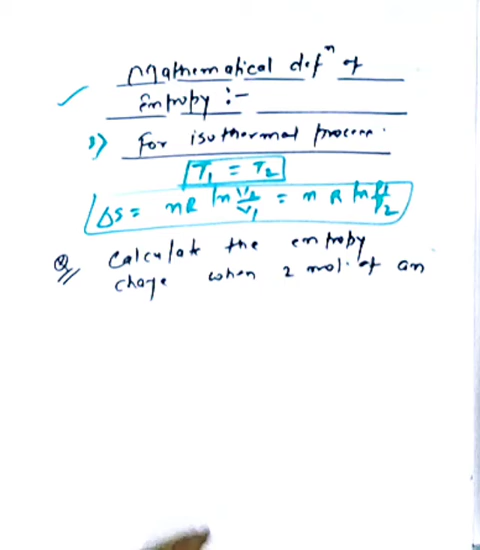 Mathematical defⁿ of
Entropy :-
1) For isothermal process.
T₁ = T₂
ΔS = nR ln V₂/V₁ = n R ln P₁/P₂
Q Calculate the entropy
change when 2 mol. of an